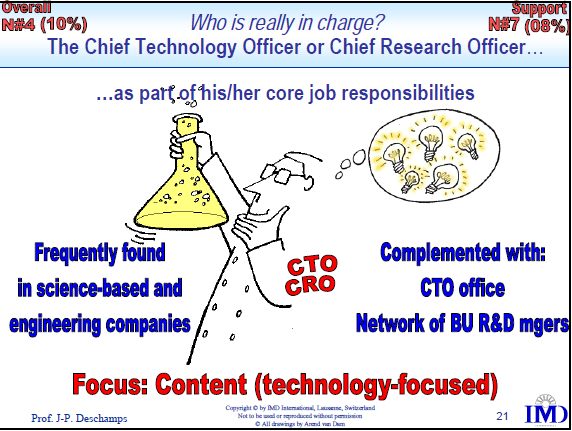 Overall
N#4 (10%)
Who is really in charge?
Support
N#7 (08%)
The Chief Technology Officer or Chief Research Officer…
…as part of his/her core job responsibilities
Frequently found
in science-based and
engineering companies
CTO
CRO
Complemented with:
CTO office
Network of BU R&D mgers
Focus: Content (technology-focused)
Prof. J-P. Deschamps
Copyright © by IMD International, Lausanne, Switzerland
Not to be used or reproduced without permission
© All drawings by Arend van Dam
21
IMD